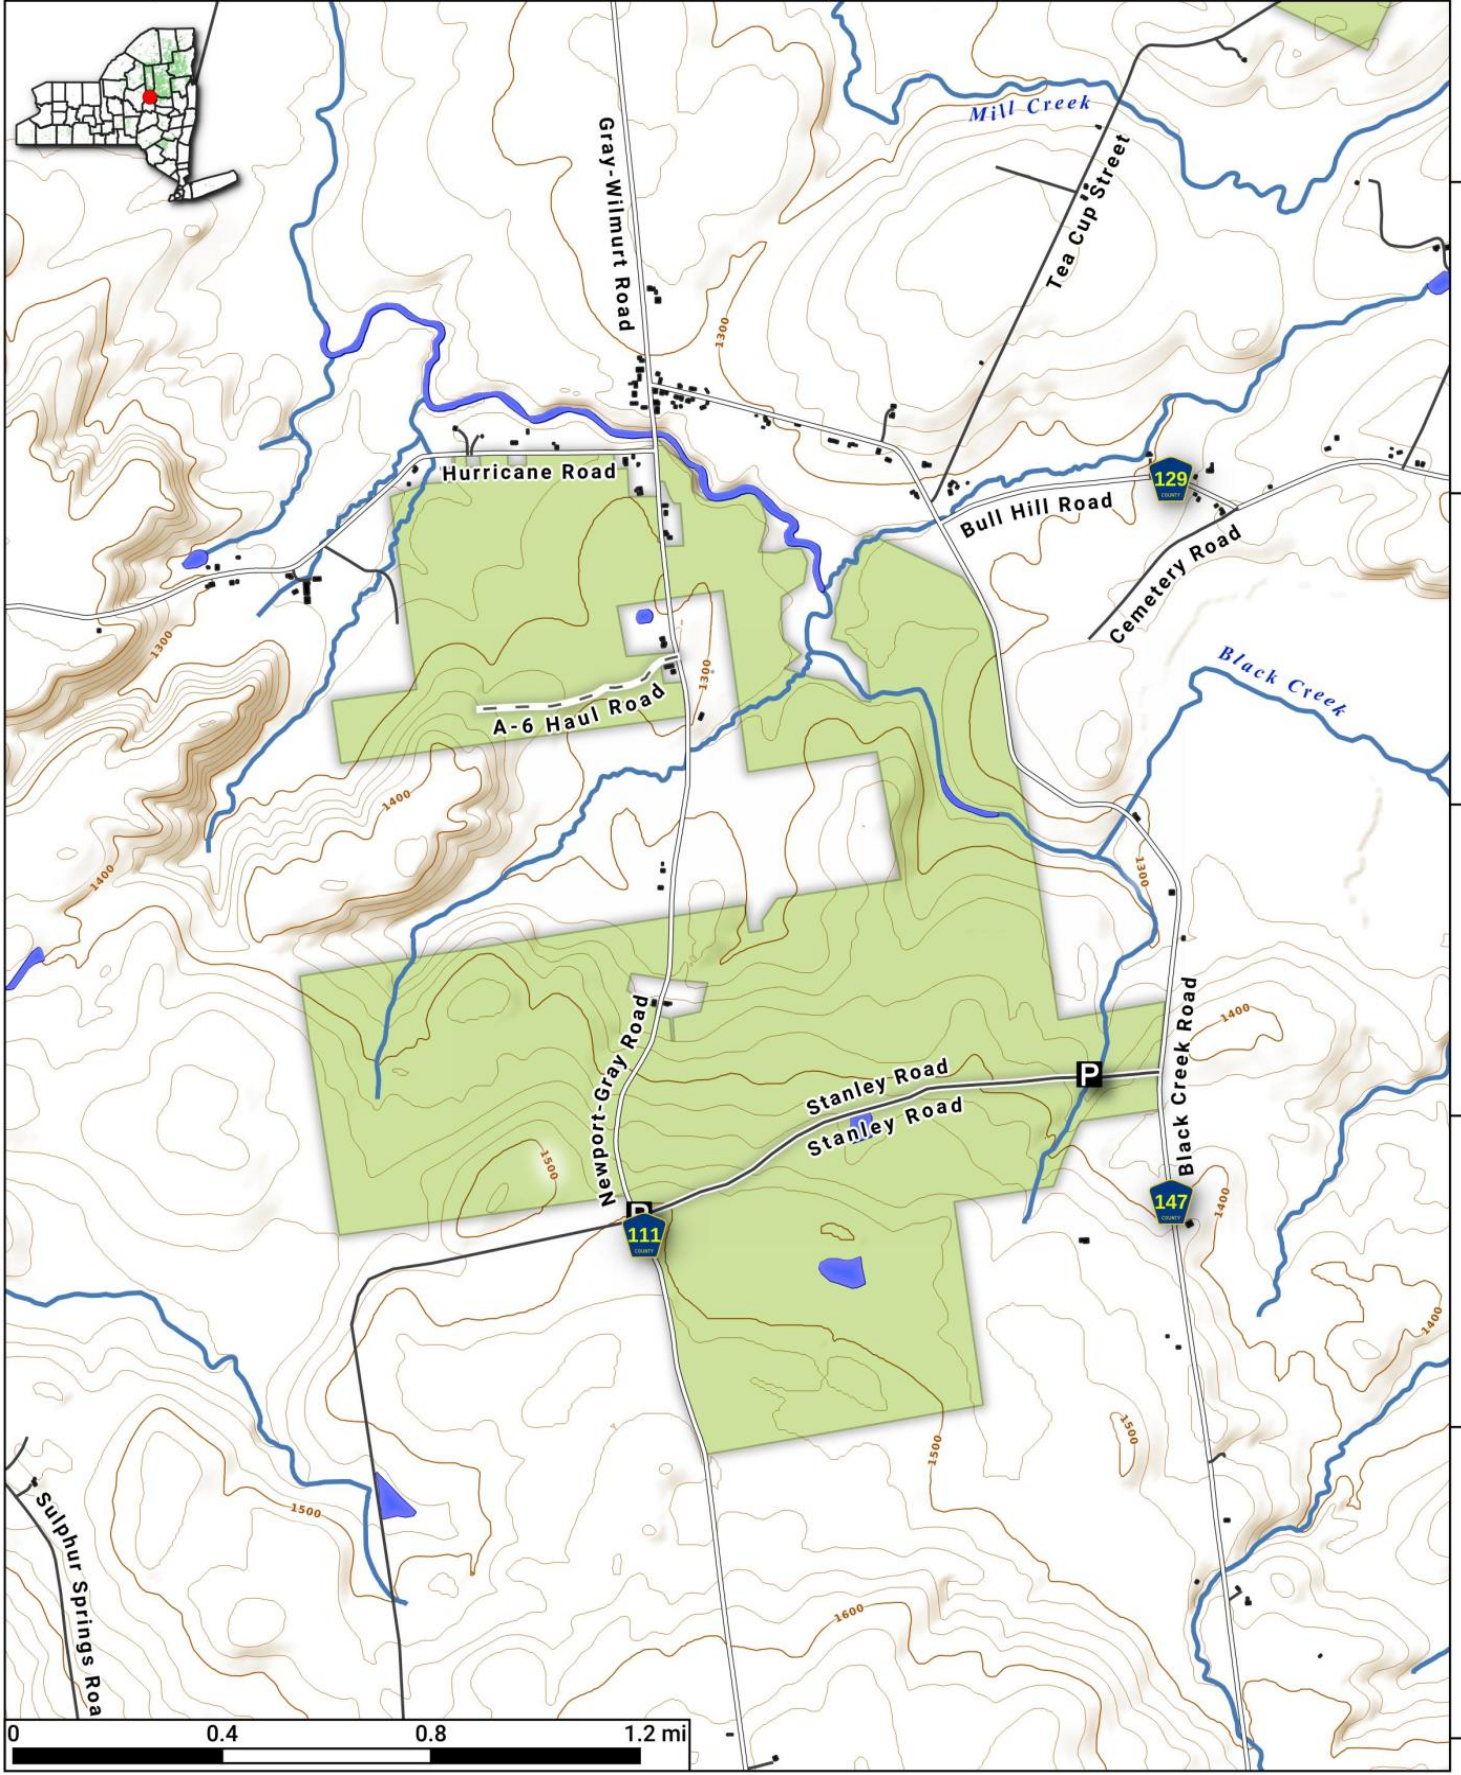 Mill Creek
Gray-Wilmurt Road
Tea Cup Street
1300
Hurricane Road
129
COUNTY
Bull Hill Road
Cemetery Road
1300
Black Creek
1300
A-6 Haul Road
1400
1400
1300
1400
Newport-Gray Road
Black Creek Road
Stanley Road
P
Stanley Road
1500
P
111
COUNTY
147
COUNTY
1400
1400
1500
1500
1500
Sulphur Springs Roa
1600
0 0.4 0.8 1.2 mi